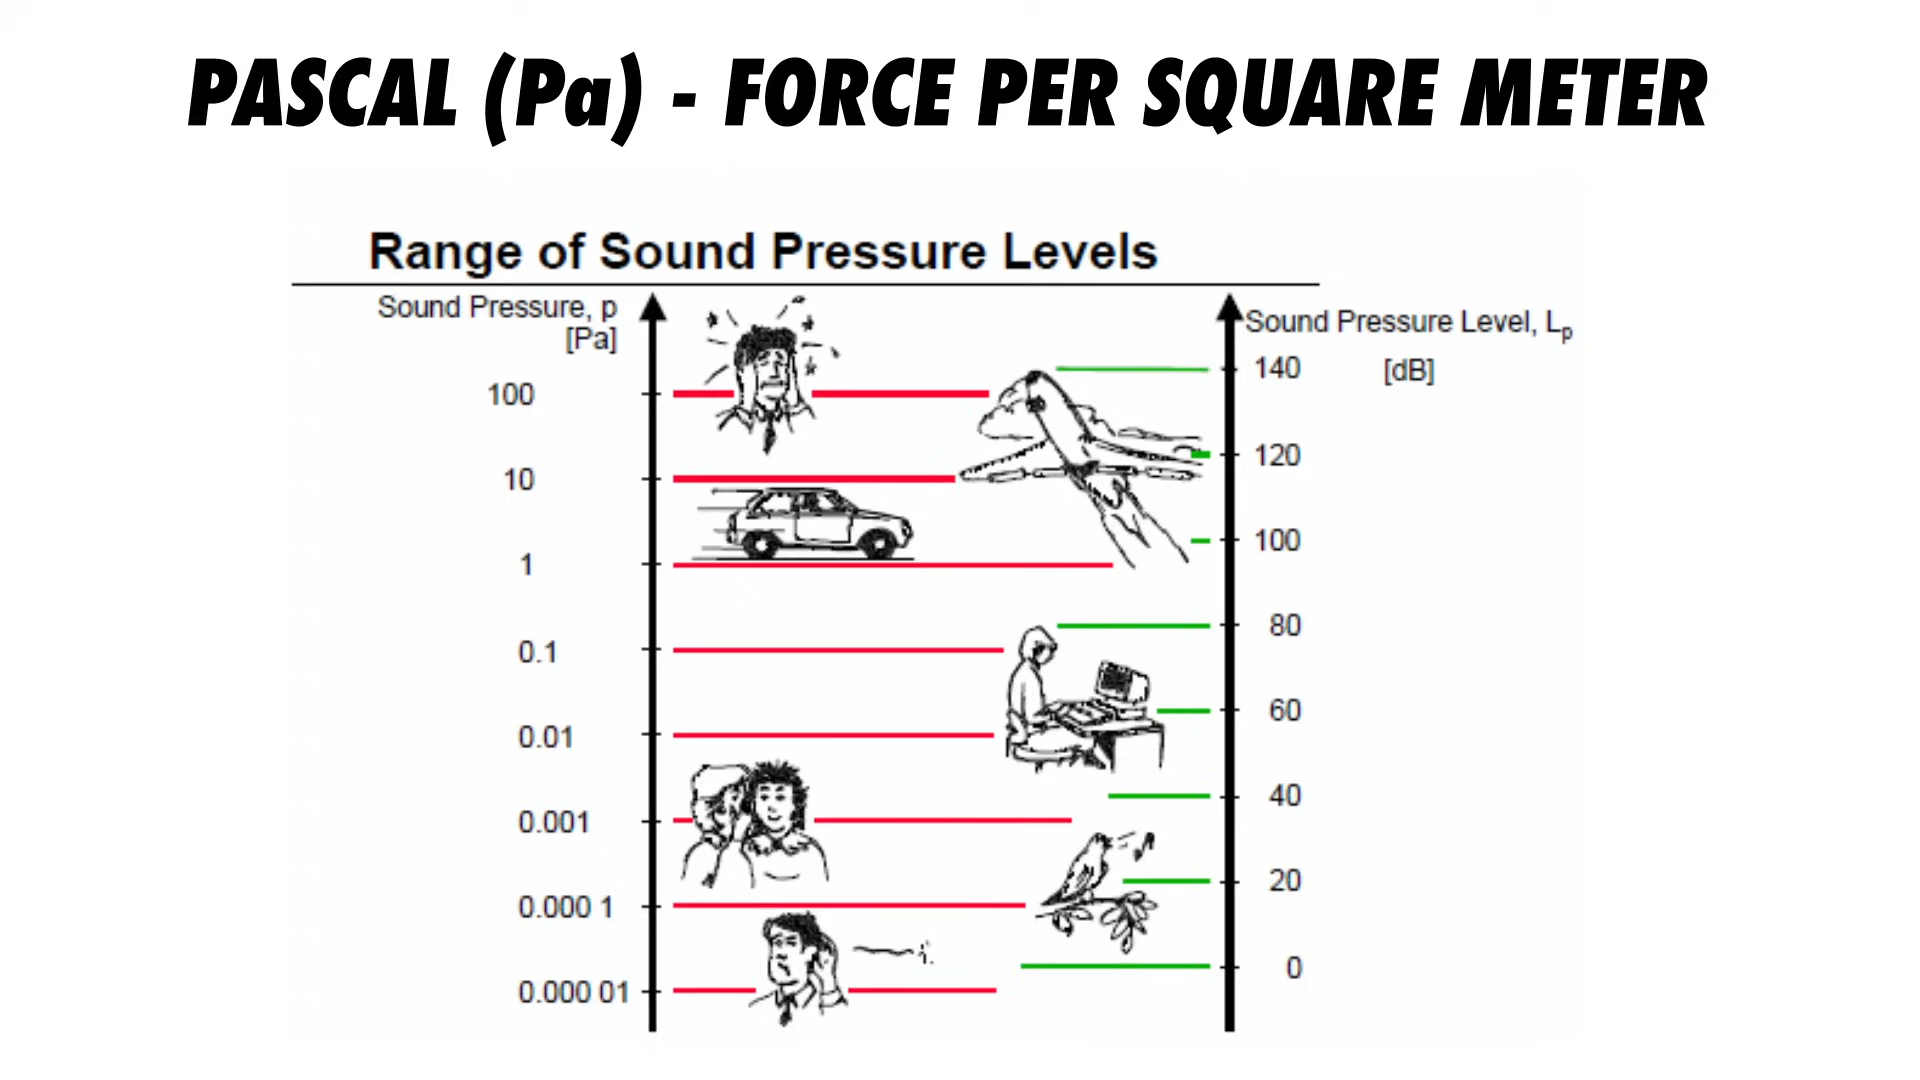 PASCAL (Pa) - FORCE PER SQUARE METER
Range of Sound Pressure Levels
Sound Pressure, p
[Pa]
100
10
1
0.1
0.01
0.001
0.000 1
0.000 01
Sound Pressure Level, Lp
[dB]
140
120
100
80
60
40
20
0